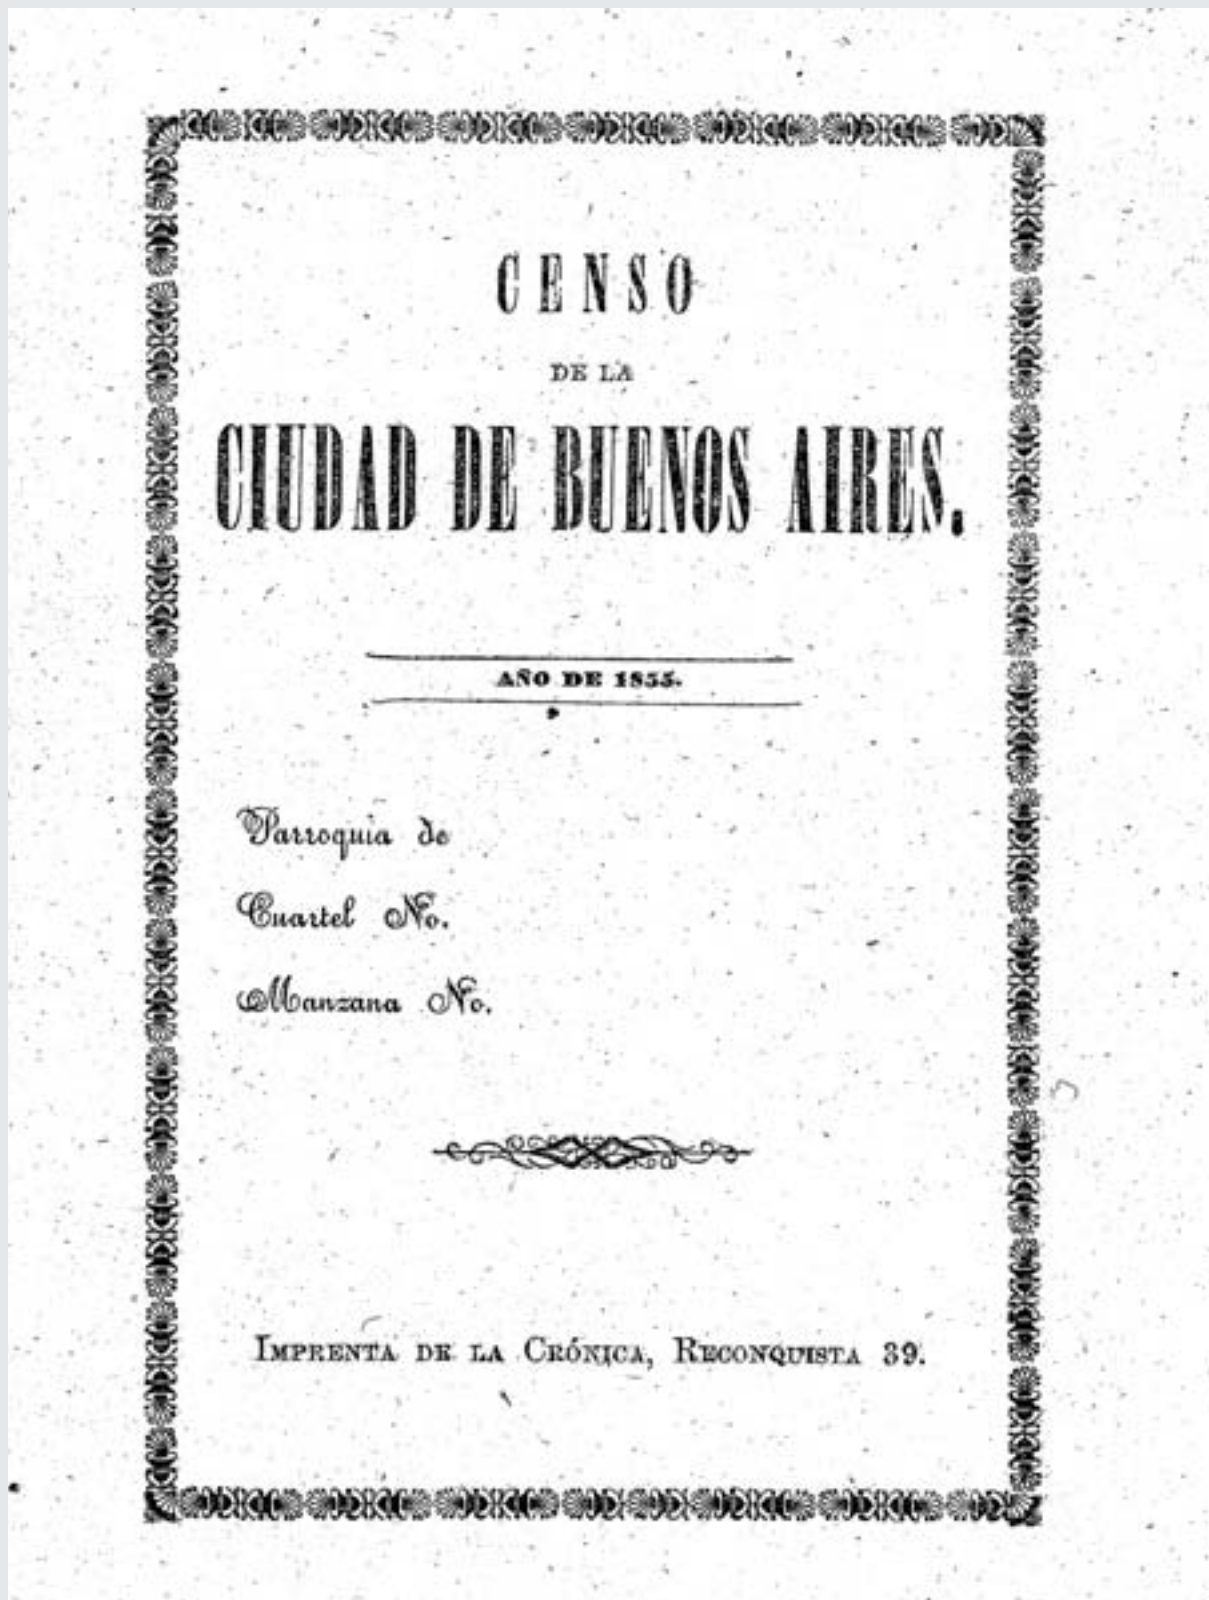 CENSO
DE LA
CIUDAD DE BUENOS AIRES.
AÑO DE 1855.
Parroquia de
Cuartel No.
Manzana No.
IMPRENTA DE LA CRÓNICA, RECONQUISTA 39.